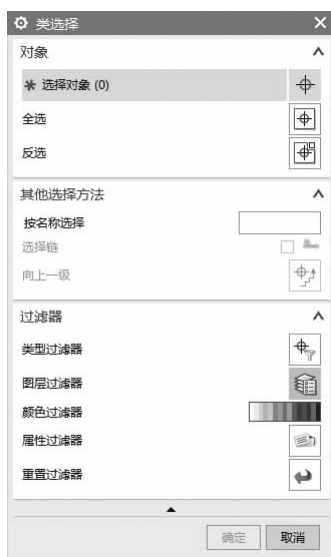 类选择
对象
* 选择对象 (0)
全选
反选
其他选择方法
按名称选择
选择链
向上一级
过滤器
类型过滤器
图层过滤器
颜色过滤器
属性过滤器
重置过滤器
确定 取消